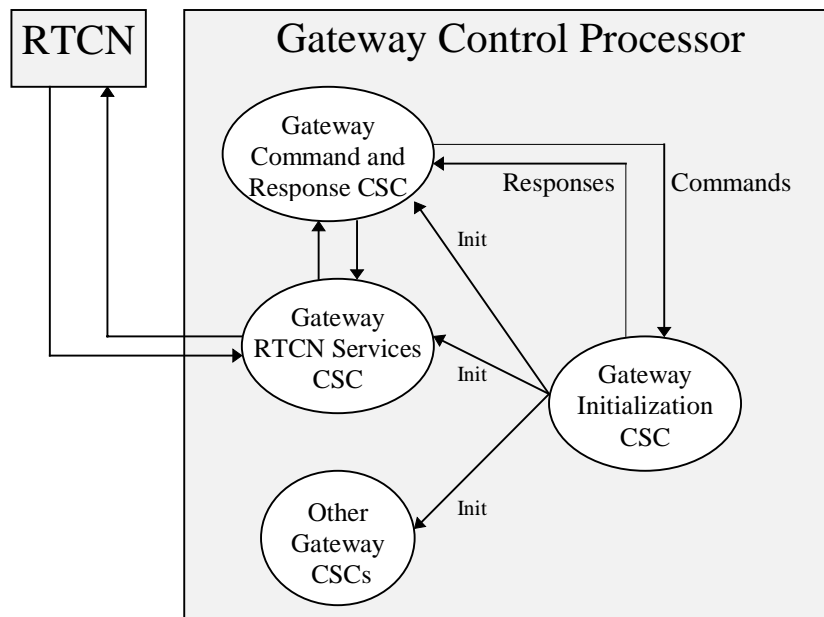 RTCN
Gateway Control Processor
Gateway
Command and
Response CSC
Responses
Commands
Init
Gateway
RTCN Services
CSC
Init
Gateway
Initialization
CSC
Init
Other
Gateway
CSCs